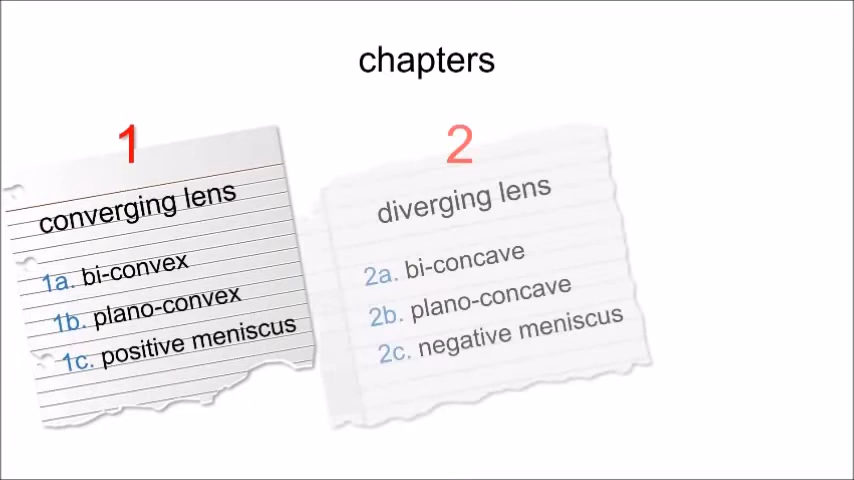 chapters
1
converging lens
1a. bi-convex
1b. plano-convex
1c. positive meniscus
2
diverging lens
2a. bi-concave
2b. plano-concave
2c. negative meniscus